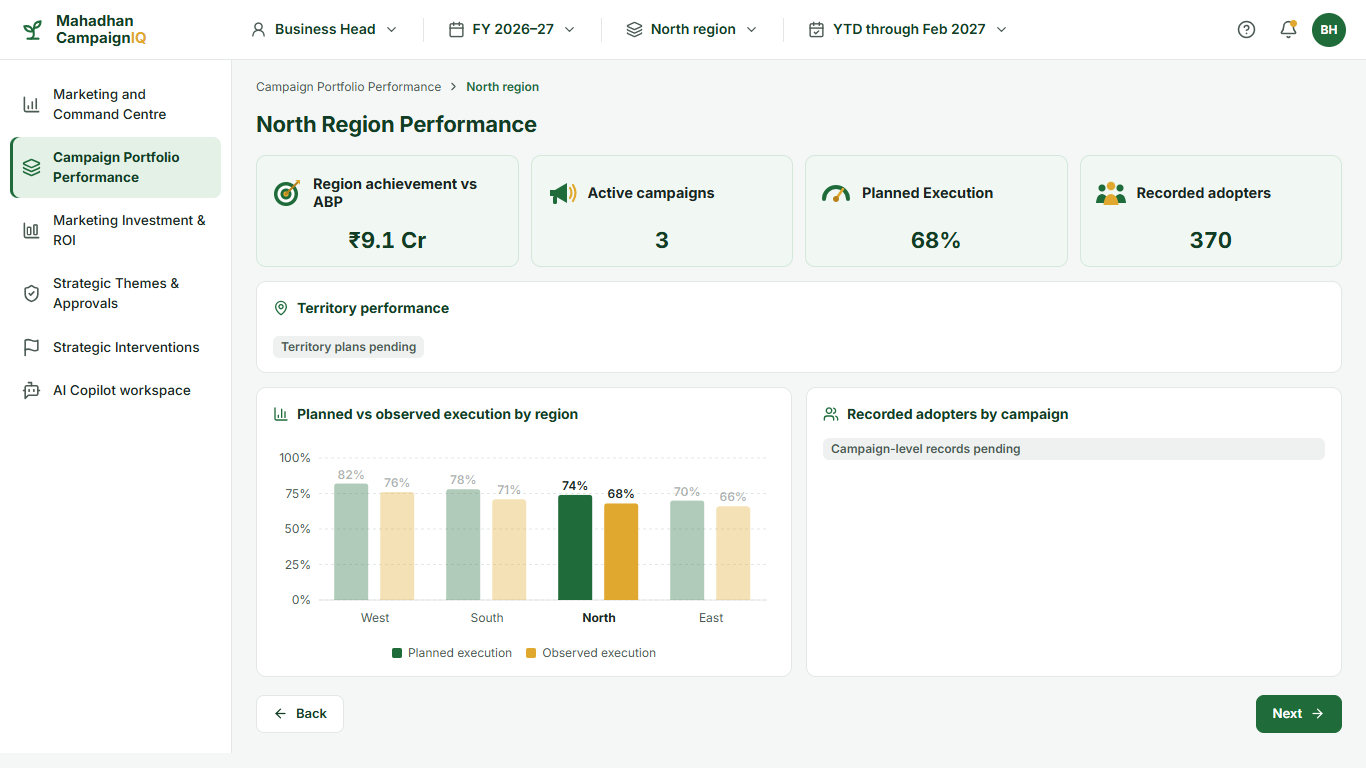 Mahadhan
CampaignIQ
Business Head
FY 2026–27
North region
YTD through Feb 2027
BH
Marketing and
Command Centre
Campaign Portfolio
Performance
Marketing Investment &
ROI
Strategic Themes &
Approvals
Strategic Interventions
AI Copilot workspace
Campaign Portfolio Performance > North region
North Region Performance
Region achievement vs
ABP
₹9.1 Cr
Active campaigns
3
Planned Execution
68%
Recorded adopters
370
Territory performance
Territory plans pending
Planned vs observed execution by region
100%
75%
50%
25%
0%
82%
76%
78%
71%
74%
68%
70%
66%
West
South
North
East
Planned execution
Observed execution
Recorded adopters by campaign
Campaign-level records pending
Back
Next